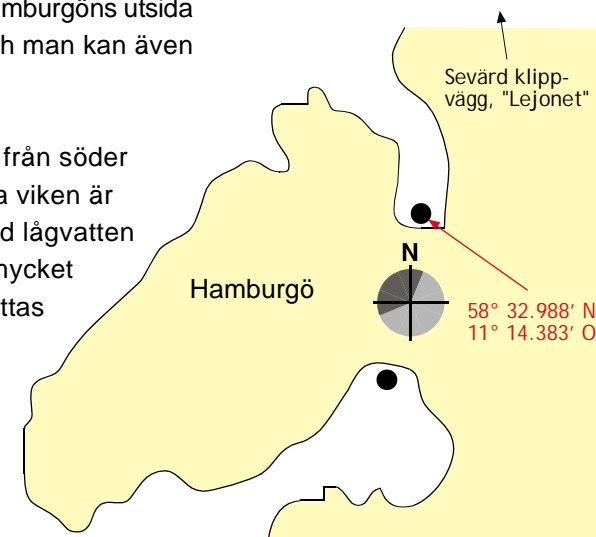 mburgöns utsida
h man kan även
från söder
a viken är
d lågvatten
nycket
ttas
Sevärd klipp-
vägg, "Lejonet"
N
Hamburgö
58° 32.988' N
11° 14.383' O